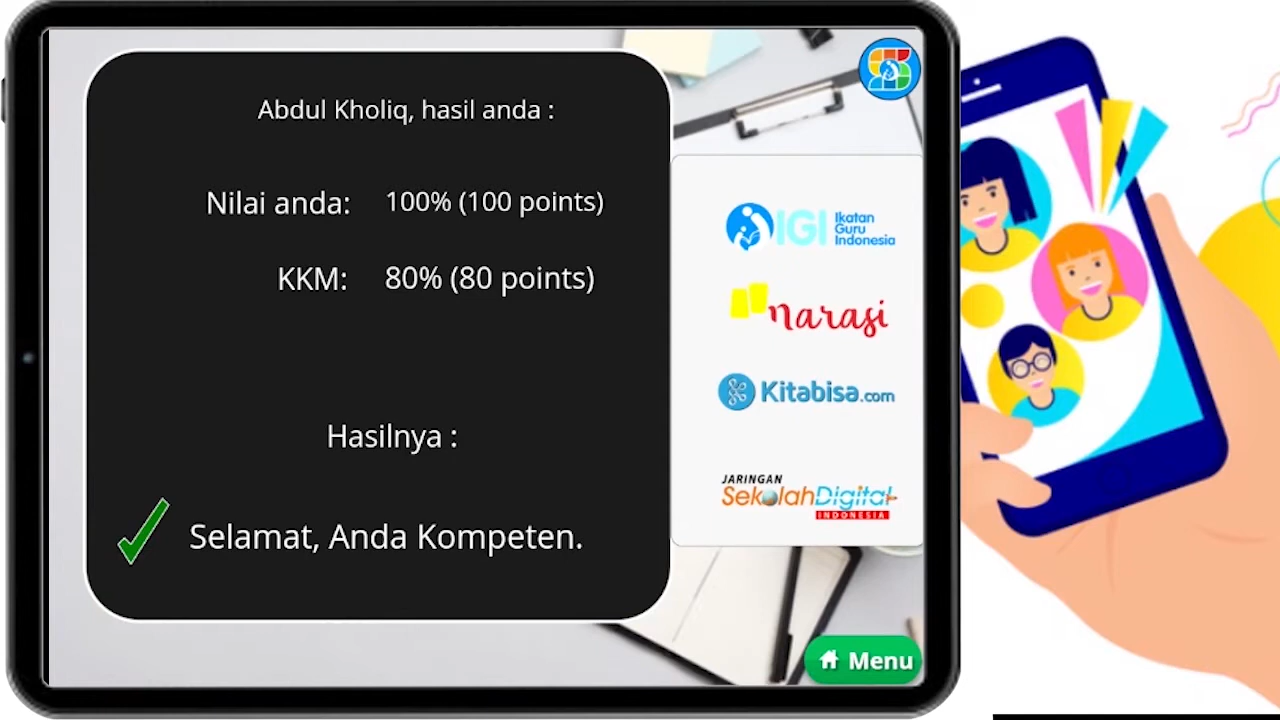 Abdul Kholiq, hasil anda :
Nilai anda: 100% (100 points)
KKM: 80% (80 points)
Hasilnya :
Selamat, Anda Kompeten.
IGI Ikatan Guru Indonesia
narasi
Kitabisa.com
JARINGAN
SekolahDigital
INDONESIA
Menu